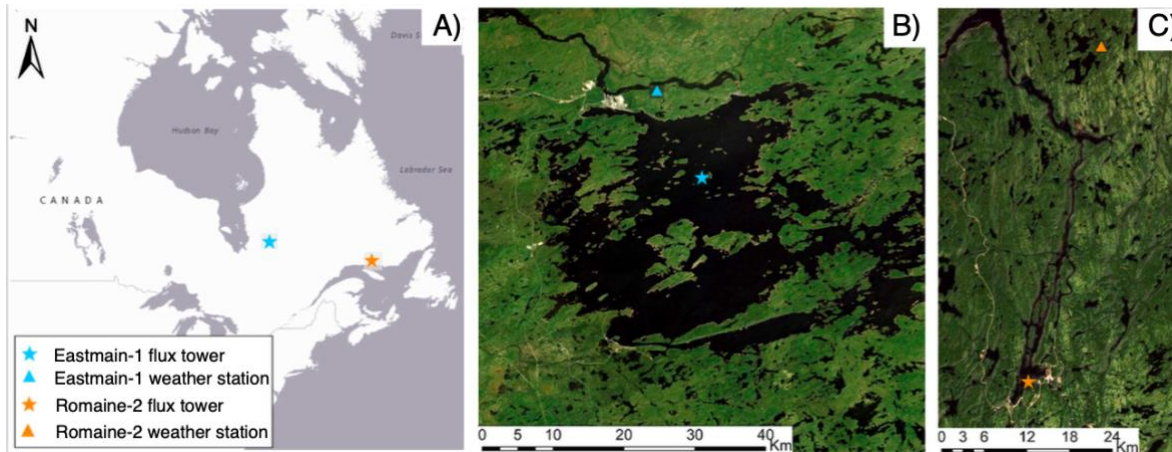 N
A)
Davis S
Hudson Bay
Labrador Sea
CANADA
Eastmain-1 flux tower
Eastmain-1 weather station
Romaine-2 flux tower
Romaine-2 weather station
B)
0 5 10 20 30 40
Km
C)
0 3 6 12 18 24
Km